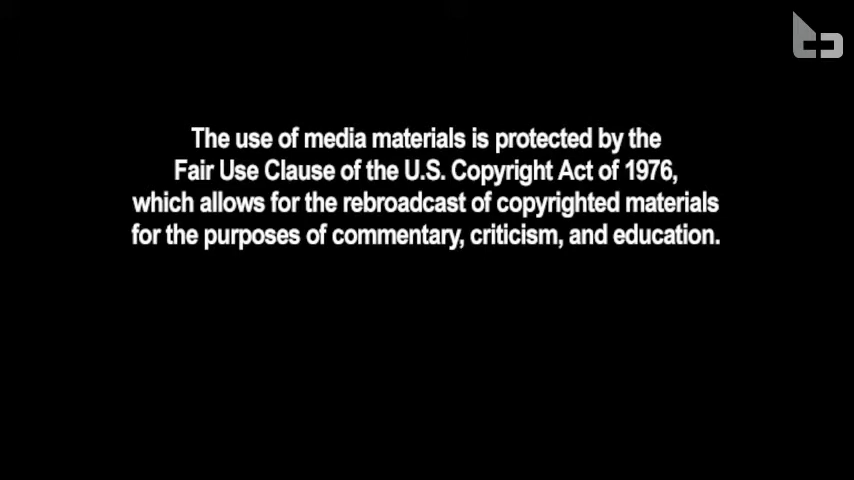 The use of media materials is protected by the
Fair Use Clause of the U.S. Copyright Act of 1976,
which allows for the rebroadcast of copyrighted materials
for the purposes of commentary, criticism, and education.